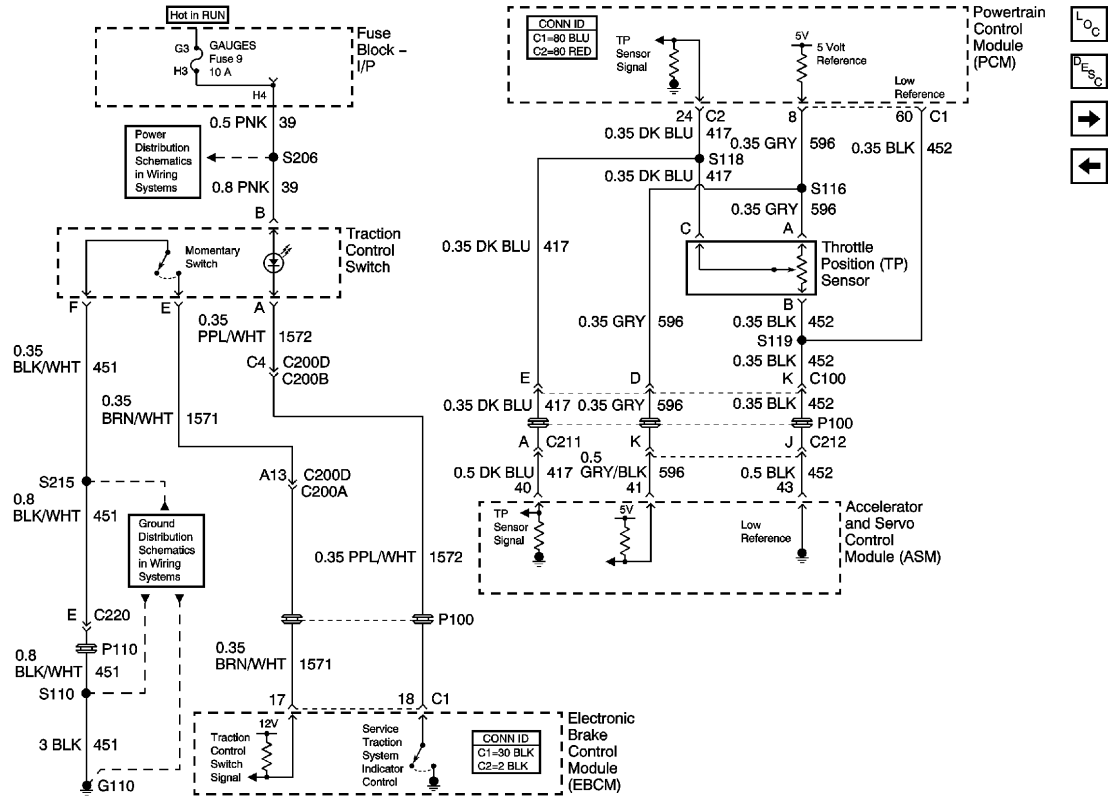 Hot in RUN
G3
GAUGES
Fuse 9
10 A
H3
H4
Fuse
Block –
I/P
0.5 PNK 39
Power
Distribution
Schematics
in Wiring
Systems
S206
0.8 PNK 39
B
Momentary
Switch
Traction
Control
Switch
F
E
A
0.35
PPL/WHT 1572
0.35
BLK/WHT 451
C4 C200D
C200B
0.35
BRN/WHT 1571
A13 C200D
C200A
S215
0.8
BLK/WHT 451
Ground
Distribution
Schematics
in Wiring
Systems
0.35 PPL/WHT 1572
E C220
P110
P100
0.8
BLK/WHT 451
0.35
BRN/WHT 1571
S110
17
18 C1
3 BLK 451
G110
12V
Traction
Control
Switch
Signal
Service
Traction
System
Indicator
Control
CONN ID
C1=30 BLK
C2=2 BLK
Electronic
Brake
Control
Module
(EBCM)
CONN ID
C1=80 BLU
C2=80 RED
TP
Sensor
Signal
5V
5 Volt
Reference
Low
Reference
Powertrain
Control
Module
(PCM)
24 C2
8
60 C1
0.35 DK BLU 417
0.35 GRY 596
0.35 BLK 452
S118
0.35 DK BLU 417
S116
0.35 GRY 596
C
A
0.35 DK BLU 417
Throttle
Position (TP)
Sensor
B
0.35 GRY 596
0.35 BLK 452
S119
0.35 BLK 452
E
D
K C100
0.35 DK BLU 417
0.35 GRY 596
0.35 BLK 452
P100
A C211
K
J C212
0.5 DK BLU 417
0.5
GRY/BLK 596
0.5 BLK 452
40
41
43
TP
Sensor
Signal
5V
Low
Reference
Accelerator
and Servo
Control
Module (ASM)
LOC
DESC